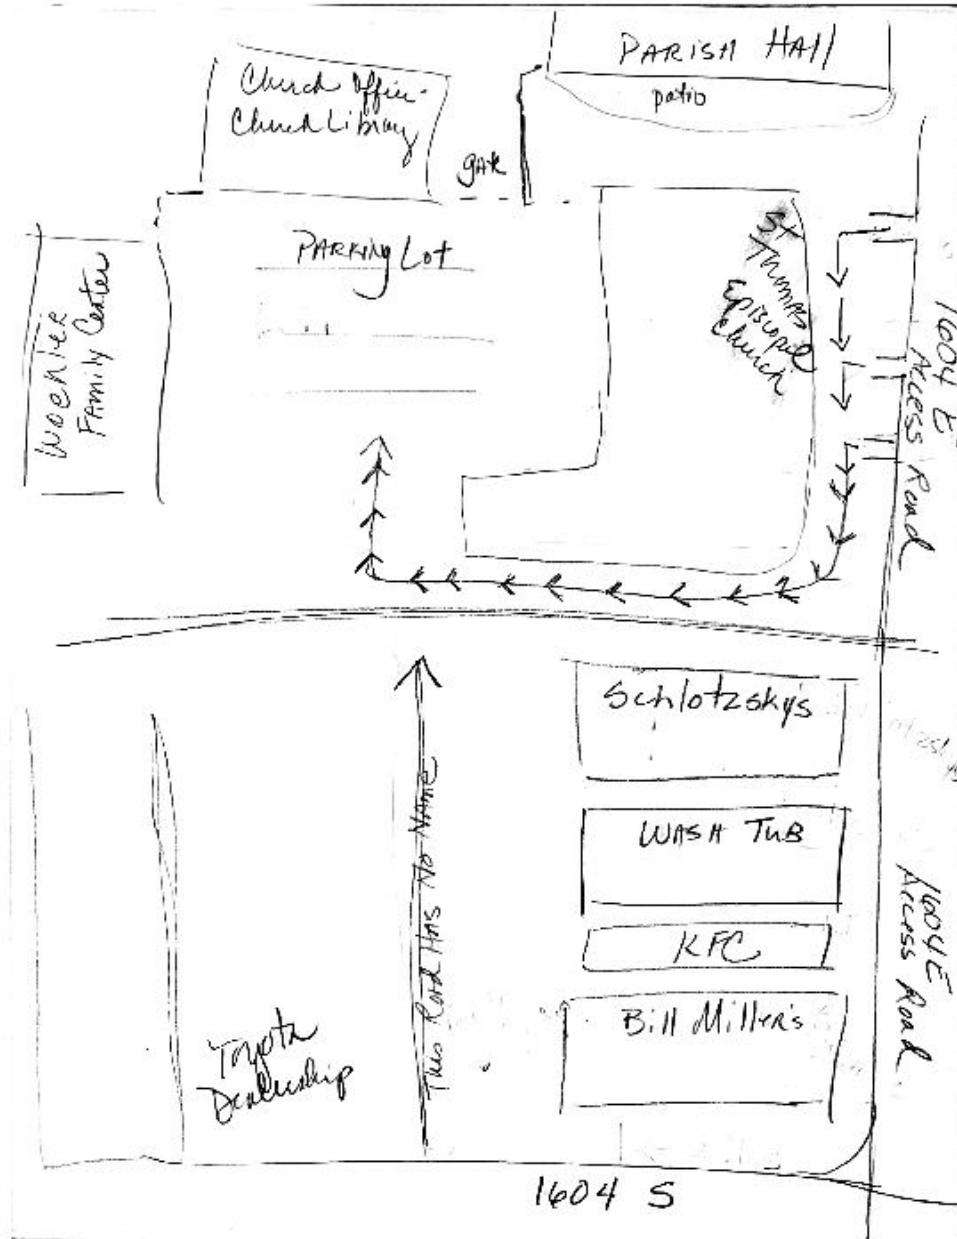 PARISH HAll
patio
Church Office
Church Library
gate
PARKing Lot
St
Thomas
Episcopal
Church
Woehler
Family Center
1604 E
Access Road
Schlotzsky's
WASH TuB
KFC
Bill Miller's
1604 E
Access Road
This Road Has No Name
Toyota
Dealership
1604 S